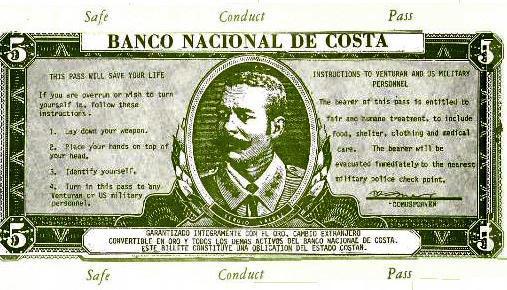 Safe Conduct Pass
5 BANCO NACIONAL DE COSTA 5
THIS PASS WILL SAVE YOUR LIFE
If you are overrun or wish to turn
yourself in, follow these
instructions.
1. Lay down your weapon.
2. Place your hands on top of
your head.
3. Identify yourself.
4. Turn in this pass to any
Venturan or US military
personnel.
INSTRUCTIONS TO VENTURAN AND US MILITARY
PERSONNEL
The bearer of this pass is entitled to
fair and humane treatment, to include
food, shelter, clothing and medical
care. The bearer will be
evacuated immediately to the nearest
military police check point.
COMUSFORVEN
5 GARANTIZADO INTEGRAMENTE CON EL ORO, CAMBIO EXTRANJERO 5
CONVERTIBLE EN ORO Y TODOS LOS DEMAS ACTIVOS DEL BANCO NACIONAL DE COSTA.
ESTE BILLETE CONSTITUYE UNA OBLIGATION DEL ESTADO COSTAN.
Safe Conduct Pass